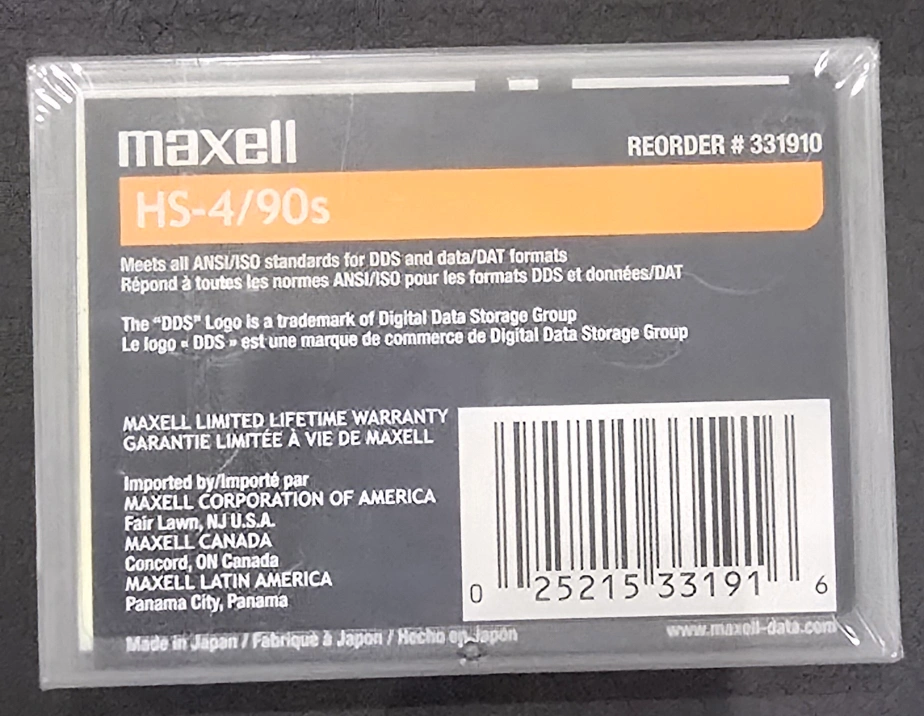 maxell
REORDER # 331910
HS-4/90s
Meets all ANSI/ISO standards for DDS and data/DAT formats
Répond à toutes les normes ANSI/ISO pour les formats DDS et données/DAT
The “DDS” Logo is a trademark of Digital Data Storage Group
Le logo « DDS » est une marque de commerce de Digital Data Storage Group
MAXELL LIMITED LIFETIME WARRANTY
GARANTIE LIMITÉE À VIE DE MAXELL
Imported by/Importé par
MAXELL CORPORATION OF AMERICA
Fair Lawn, NJ U.S.A.
MAXELL CANADA
Concord, ON Canada
MAXELL LATIN AMERICA
Panama City, Panama
0 25215 33191 6
Made in Japan / Fabriqué à Japon / Hecho en Japón
www.maxell-data.com